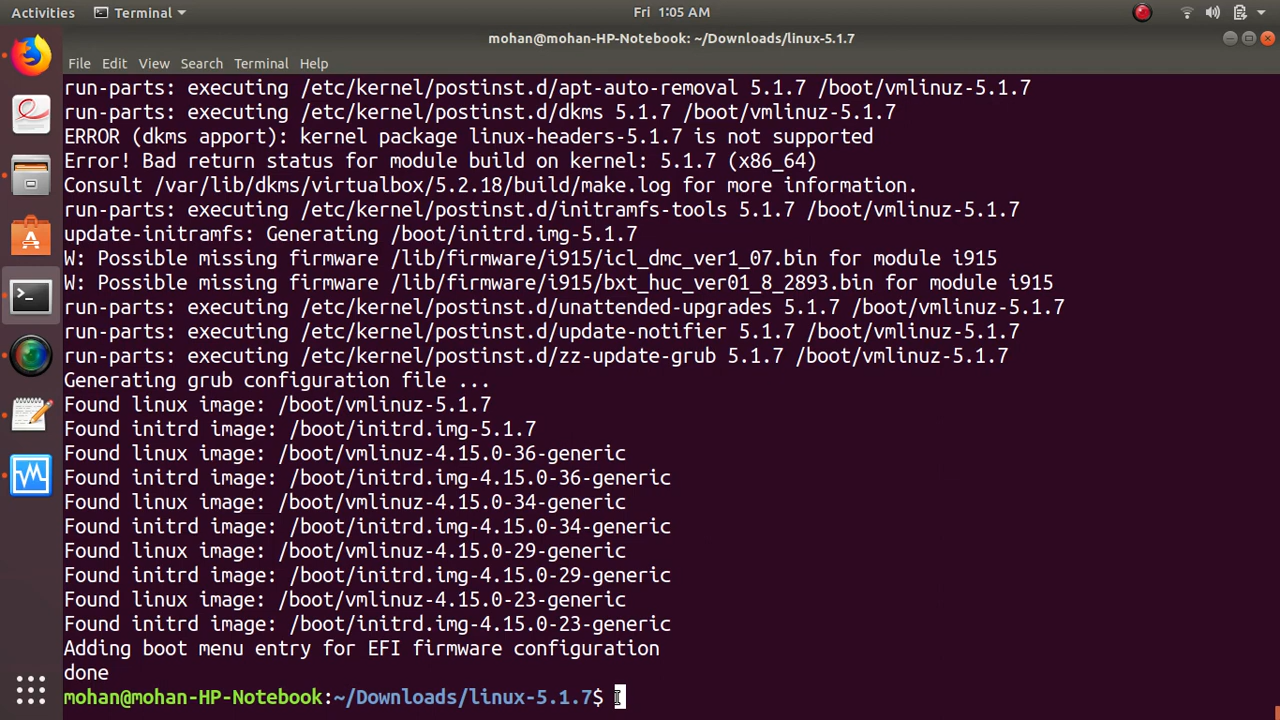 Activities Terminal Fri 1:05 AM
mohan@mohan-HP-Notebook: ~/Downloads/linux-5.1.7
File Edit View Search Terminal Help
run-parts: executing /etc/kernel/postinst.d/apt-auto-removal 5.1.7 /boot/vmlinuz-5.1.7
run-parts: executing /etc/kernel/postinst.d/dkms 5.1.7 /boot/vmlinuz-5.1.7
ERROR (dkms apport): kernel package linux-headers-5.1.7 is not supported
Error! Bad return status for module build on kernel: 5.1.7 (x86_64)
Consult /var/lib/dkms/virtualbox/5.2.18/build/make.log for more information.
run-parts: executing /etc/kernel/postinst.d/initramfs-tools 5.1.7 /boot/vmlinuz-5.1.7
update-initramfs: Generating /boot/initrd.img-5.1.7
W: Possible missing firmware /lib/firmware/i915/icl_dmc_ver1_07.bin for module i915
W: Possible missing firmware /lib/firmware/i915/bxt_huc_ver01_8_2893.bin for module i915
run-parts: executing /etc/kernel/postinst.d/unattended-upgrades 5.1.7 /boot/vmlinuz-5.1.7
run-parts: executing /etc/kernel/postinst.d/update-notifier 5.1.7 /boot/vmlinuz-5.1.7
run-parts: executing /etc/kernel/postinst.d/zz-update-grub 5.1.7 /boot/vmlinuz-5.1.7
Generating grub configuration file ...
Found linux image: /boot/vmlinuz-5.1.7
Found initrd image: /boot/initrd.img-5.1.7
Found linux image: /boot/vmlinuz-4.15.0-36-generic
Found initrd image: /boot/initrd.img-4.15.0-36-generic
Found linux image: /boot/vmlinuz-4.15.0-34-generic
Found initrd image: /boot/initrd.img-4.15.0-34-generic
Found linux image: /boot/vmlinuz-4.15.0-29-generic
Found initrd image: /boot/initrd.img-4.15.0-29-generic
Found linux image: /boot/vmlinuz-4.15.0-23-generic
Found initrd image: /boot/initrd.img-4.15.0-23-generic
Adding boot menu entry for EFI firmware configuration
done
mohan@mohan-HP-Notebook:~/Downloads/linux-5.1.7$